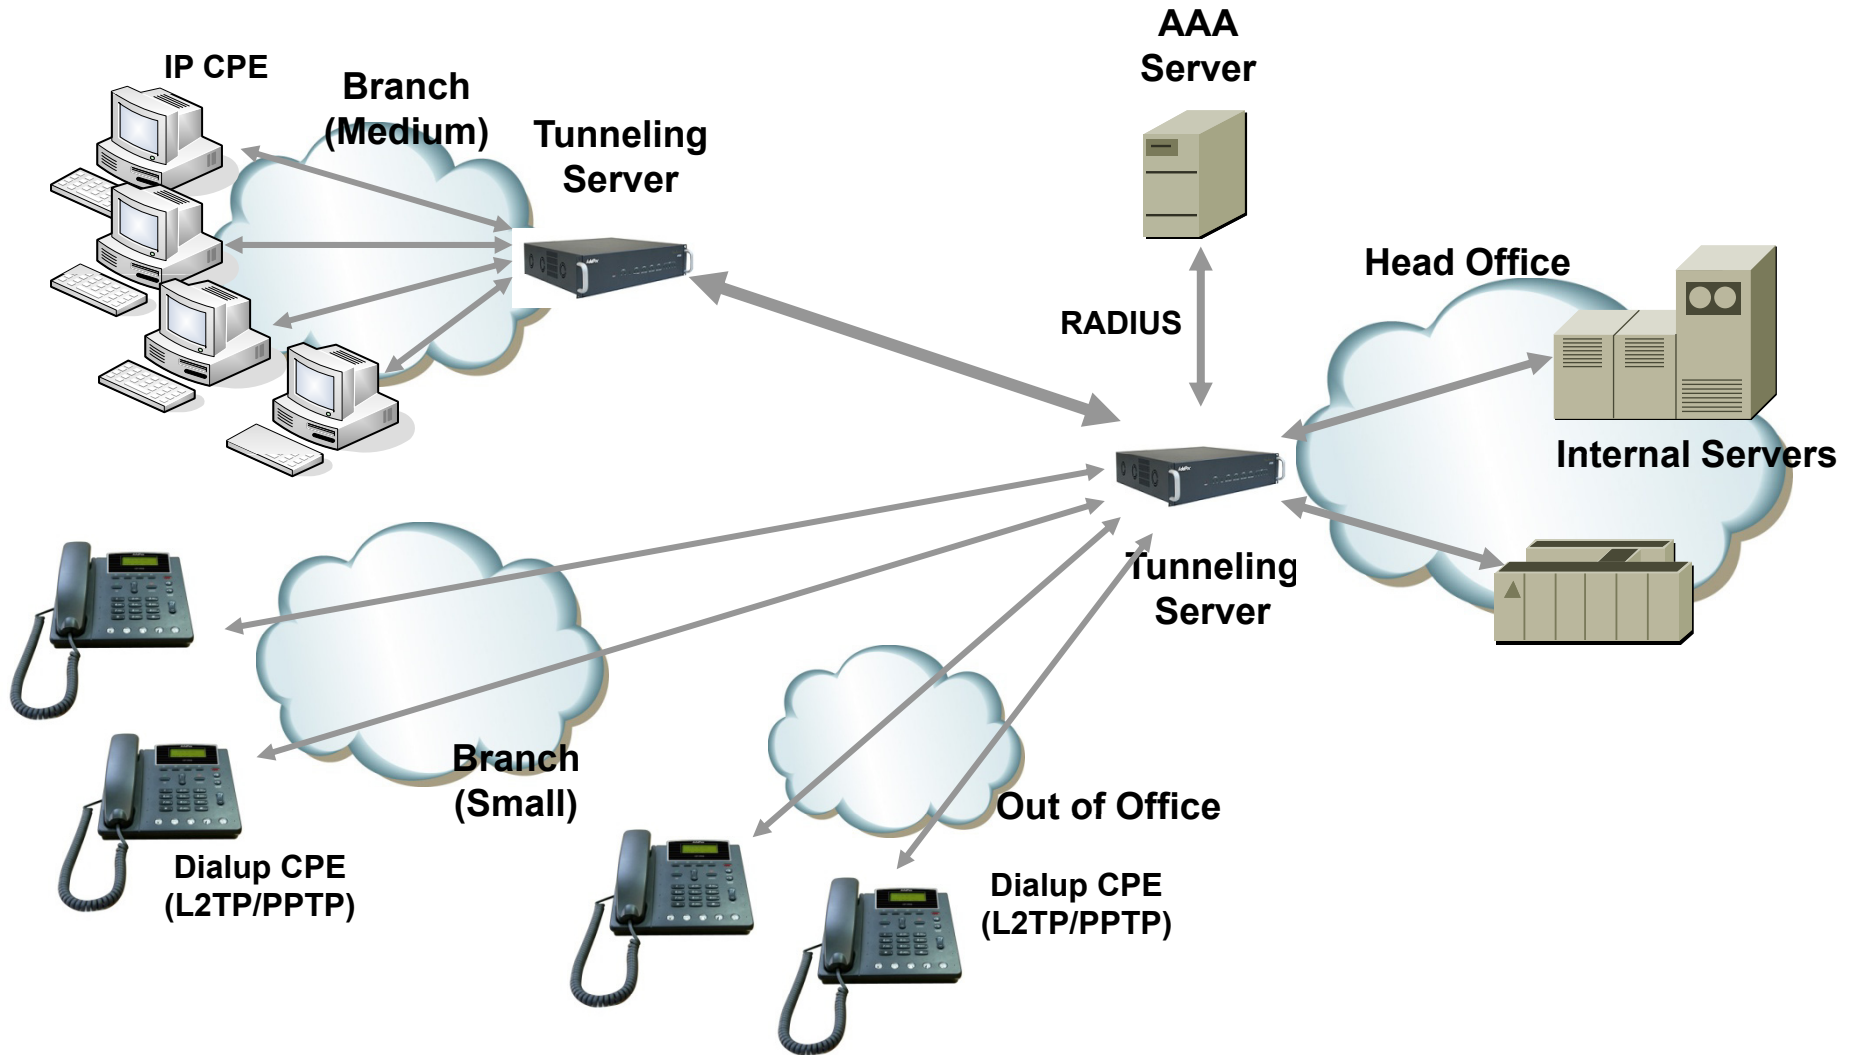 AAA
Server
IP CPE
Branch
(Medium)
Tunneling
Server
Head Office
RADIUS
Internal Servers
Tunneling
Server
Branch
(Small)
Out of Office
Dialup CPE
(L2TP/PPTP)
Dialup CPE
(L2TP/PPTP)